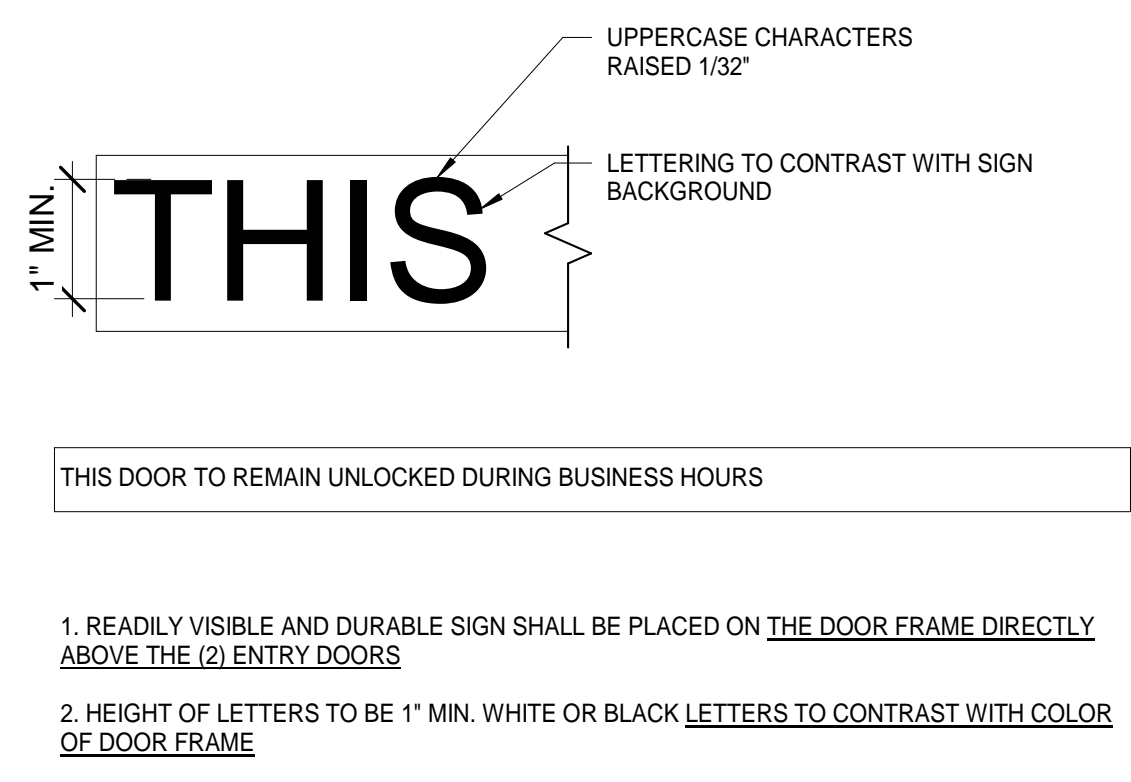 UPPERCASE CHARACTERS
RAISED 1/32"
LETTERING TO CONTRAST WITH SIGN
BACKGROUND
1" MIN.
THIS
THIS DOOR TO REMAIN UNLOCKED DURING BUSINESS HOURS
1. READILY VISIBLE AND DURABLE SIGN SHALL BE PLACED ON THE DOOR FRAME DIRECTLY
ABOVE THE (2) ENTRY DOORS
2. HEIGHT OF LETTERS TO BE 1" MIN. WHITE OR BLACK LETTERS TO CONTRAST WITH COLOR
OF DOOR FRAME